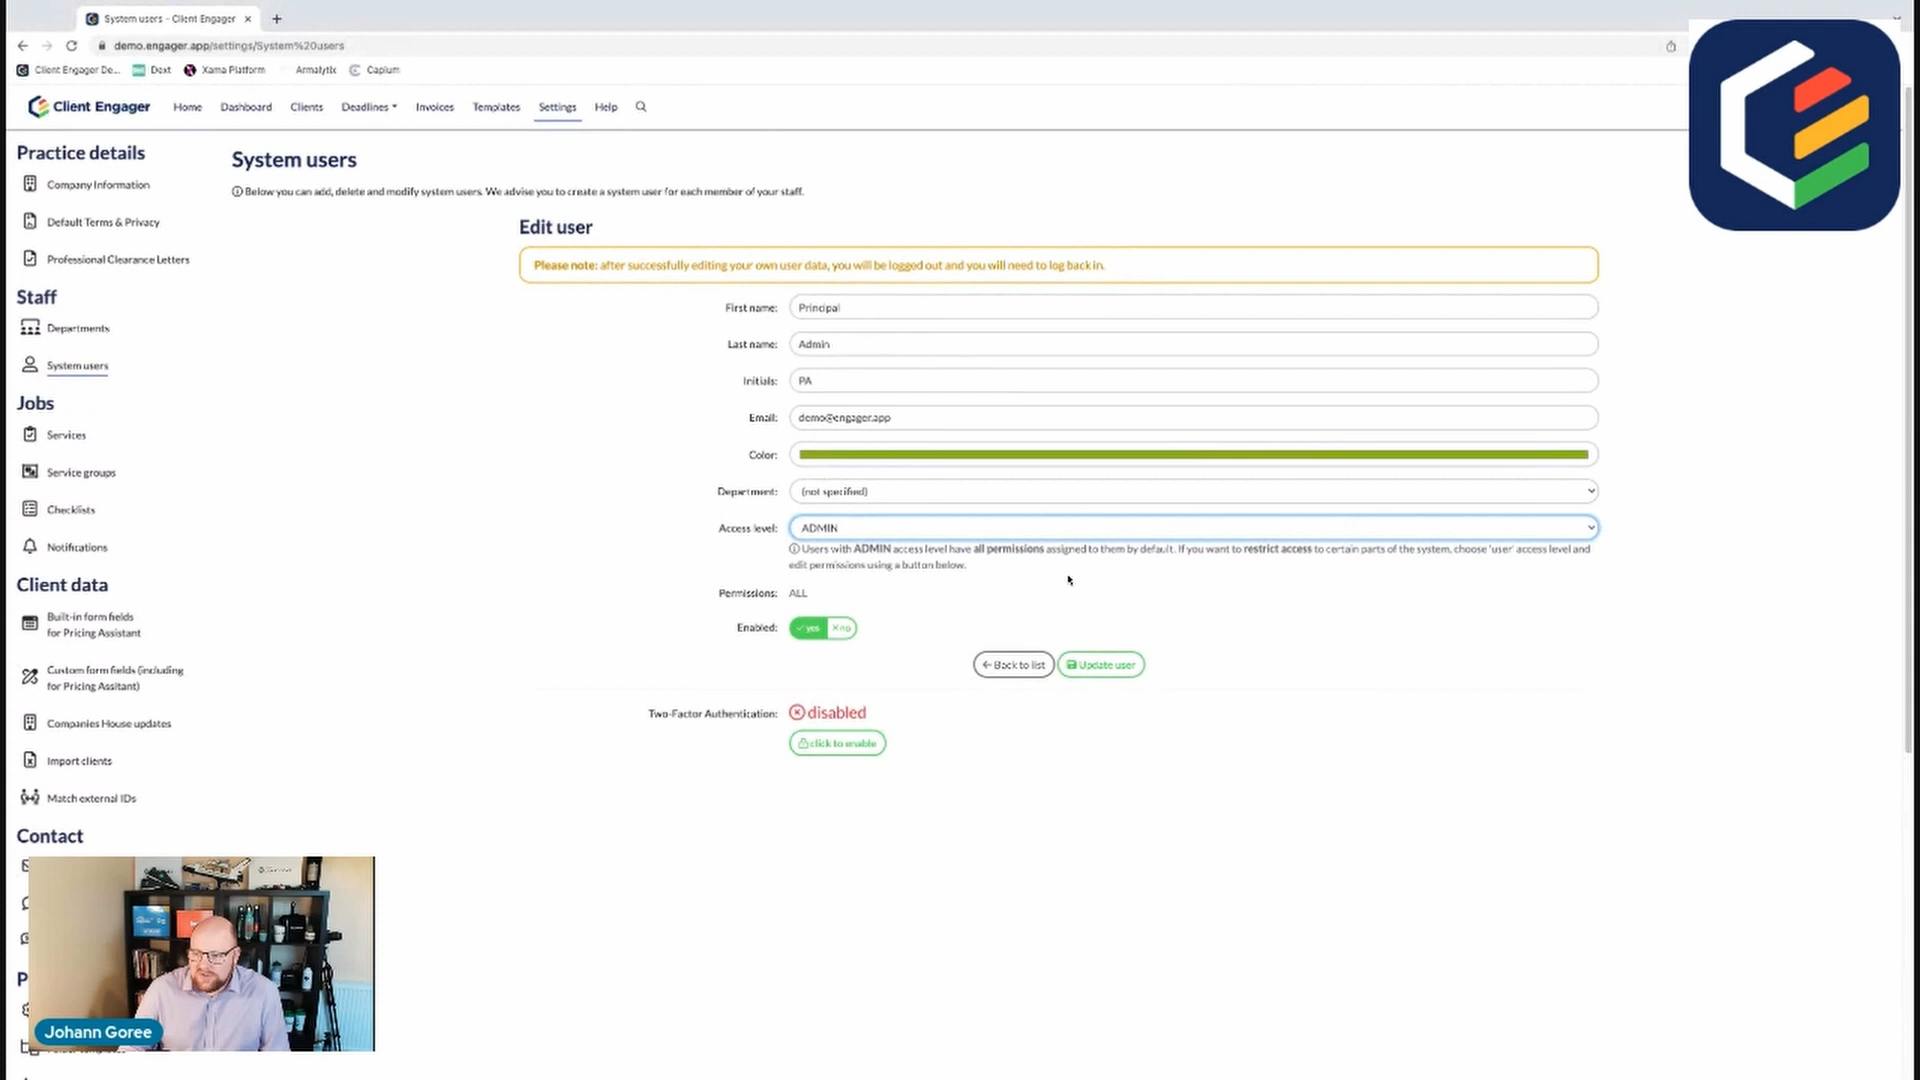 System users - Client Engager
demo.engager.app/settings/System%20users
Client Engager De...
Dext
Xama Platform
Armalytix
Capium
Client Engager
Home
Dashboard
Clients
Deadlines
Invoices
Templates
Settings
Help
Practice details
Company Information
Default Terms & Privacy
Professional Clearance Letters
Staff
Departments
System users
Jobs
Services
Service groups
Checklists
Notifications
Client data
Built-in form fields
for Pricing Assistant
Custom form fields (including
for Pricing Assitant)
Companies House updates
Import clients
Match external IDs
Contact
P
System users
Below you can add, delete and modify system users. We advise you to create a system user for each member of your staff.
Edit user
Please note: after successfully editing your own user data, you will be logged out and you will need to log back in.
First name: Principal
Last name: Admin
Initials: PA
Email: demo@engager.app
Color:
Department: (not specified)
Access level: ADMIN
Users with ADMIN access level have all permissions assigned to them by default. If you want to restrict access to certain parts of the system, choose 'user' access level and
edit permissions using a button below.
Permissions: ALL
Enabled: yes no
Back to list
Update user
Two-Factor Authentication: disabled
click to enable
Johann Goree